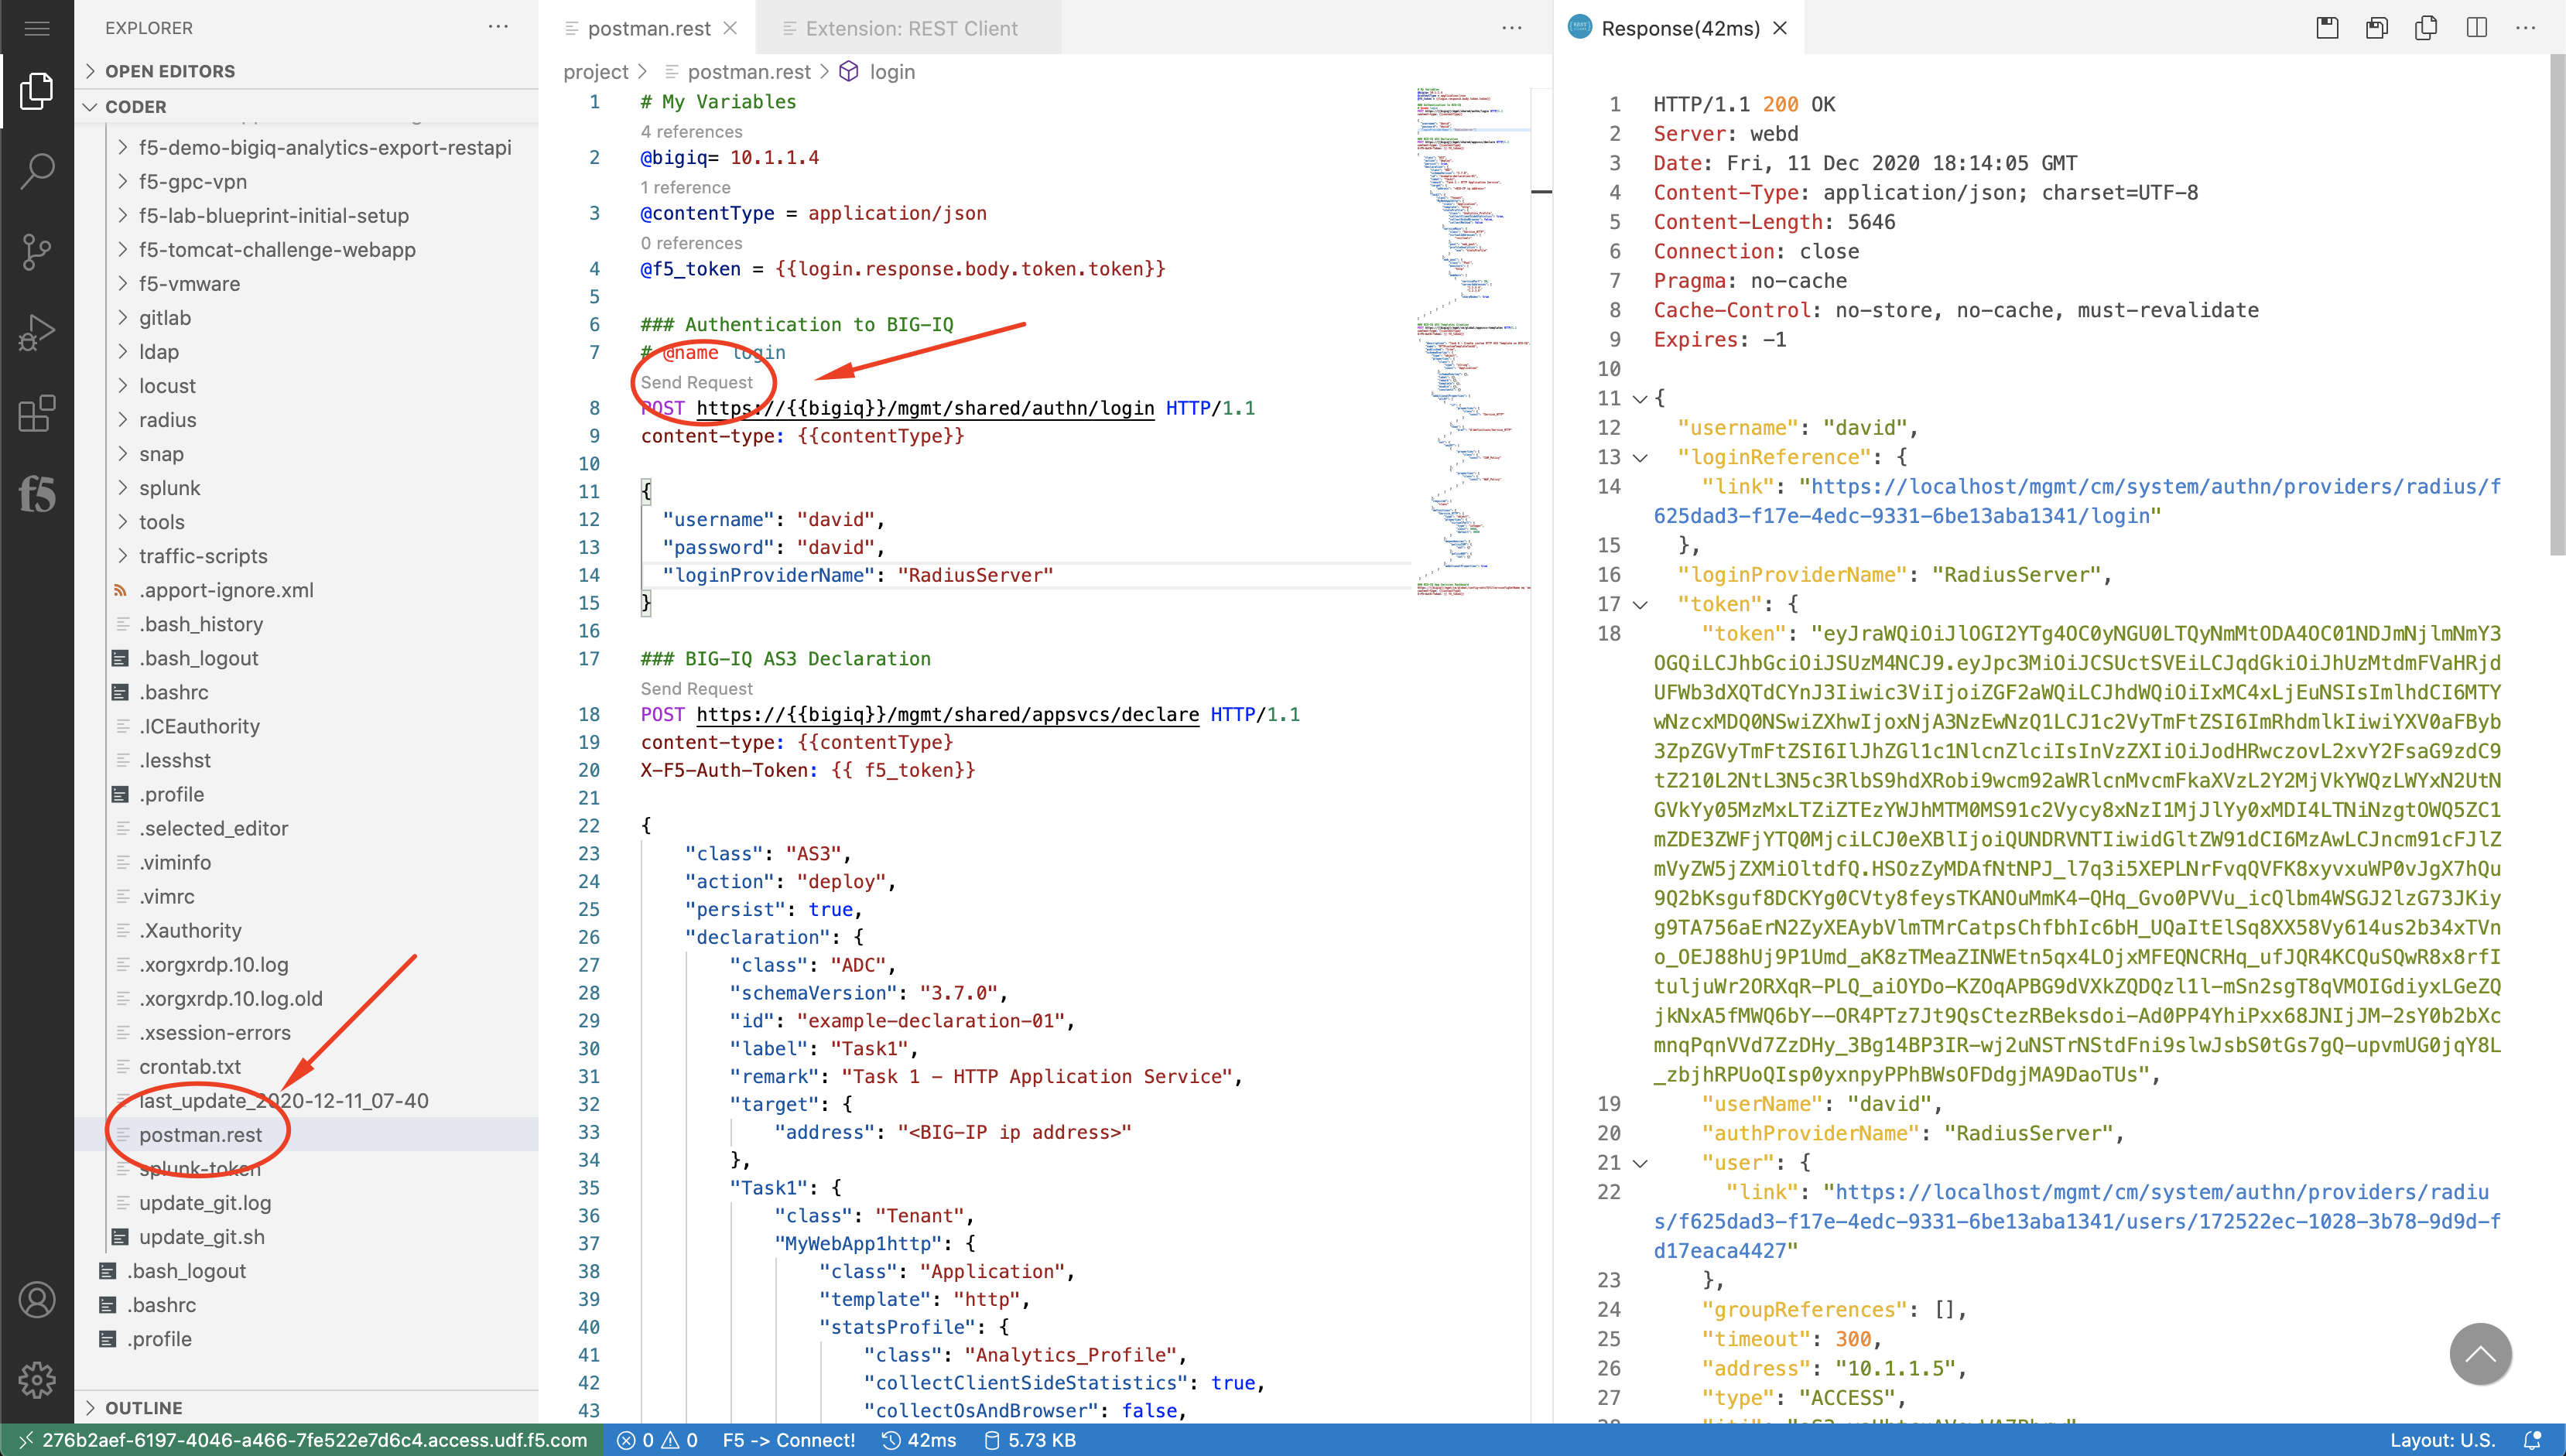 EXPLORER
OPEN EDITORS
CODER
f5-demo-bigiq-analytics-export-restapi
f5-gpc-vpn
f5-lab-blueprint-initial-setup
f5-tomcat-challenge-webapp
f5-vmware
gitlab
ldap
locust
radius
snap
splunk
tools
traffic-scripts
.apport-ignore.xml
.bash_history
.bash_logout
.bashrc
.ICEauthority
.lesshst
.profile
.selected_editor
.viminfo
.vimrc
.Xauthority
.xorgxrdp.10.log
.xorgxrdp.10.log.old
.xsession-errors
crontab.txt
last_update_2020-12-11_07-40
postman.rest
splunk-token
update_git.log
update_git.sh
.bash_logout
.bashrc
.profile
OUTLINE
f5
postman.rest
Extension: REST Client
project > postman.rest > login
1 # My Variables
4 references
2 @bigiq= 10.1.1.4
1 reference
3 @contentType = application/json
0 references
4 @f5_token = {{login.response.body.token.token}}
5
6 ### Authentication to BIG-IQ
7 # @name login
Send Request
8 POST https://{{bigiq}}/mgmt/shared/authn/login HTTP/1.1
9 content-type: {{contentType}}
10
11 {
12 "username": "david",
13 "password": "david",
14 "loginProviderName": "RadiusServer"
15 }
16
17 ### BIG-IQ AS3 Declaration
Send Request
18 POST https://{{bigiq}}/mgmt/shared/appsvcs/declare HTTP/1.1
19 content-type: {{contentType}
20 X-F5-Auth-Token: {{ f5_token}}
21
22 {
23 "class": "AS3",
24 "action": "deploy",
25 "persist": true,
26 "declaration": {
27 "class": "ADC",
28 "schemaVersion": "3.7.0",
29 "id": "example-declaration-01",
30 "label": "Task1",
31 "remark": "Task 1 - HTTP Application Service",
32 "target": {
33 "address": "<BIG-IP ip address>"
34 },
35 "Task1": {
36 "class": "Tenant",
37 "MyWebApp1http": {
38 "class": "Application",
39 "template": "http",
40 "statsProfile": {
41 "class": "Analytics_Profile",
42 "collectClientSideStatistics": true,
43 "collectOsAndBrowser": false,
Response(42ms)
1 HTTP/1.1 200 OK
2 Server: webd
3 Date: Fri, 11 Dec 2020 18:14:05 GMT
4 Content-Type: application/json; charset=UTF-8
5 Content-Length: 5646
6 Connection: close
7 Pragma: no-cache
8 Cache-Control: no-store, no-cache, must-revalidate
9 Expires: -1
10
11 {
12 "username": "david",
13 "loginReference": {
14 "link": "https://localhost/mgmt/cm/system/authn/providers/radius/f
625dad3-f17e-4edc-9331-6be13aba1341/login"
15 },
16 "loginProviderName": "RadiusServer",
17 "token": {
18 "token":
19 "userName": "david",
20 "authProviderName": "RadiusServer",
21 "user": {
22 "link": "https://localhost/mgmt/cm/system/authn/providers/radiu
s/f625dad3-f17e-4edc-9331-6be13aba1341/users/172522ec-1028-3b78-9d9d-f
d17eaca4427"
23 },
24 "groupReferences": [],
25 "timeout": 300,
26 "address": "10.1.1.5",
27 "type": "ACCESS",
276b2aef-6197-4046-a466-7fe522e7d6c4.access.udf.f5.com
0 0
F5 -> Connect!
42ms
5.73 KB
Layout: U.S.